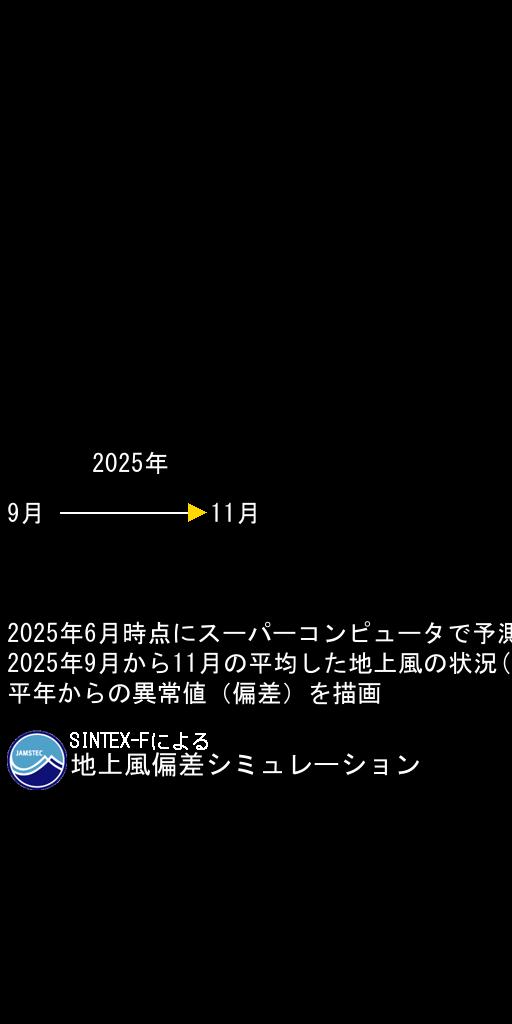 2025年
9月 11月
2025年6月時点にスーパーコンピュータで予測
2025年9月から11月の平均した地上風の状況(
平年からの異常値（偏差）を描画
SINTEX-Fによる
JAMSTEC
地上風偏差シミュレーション